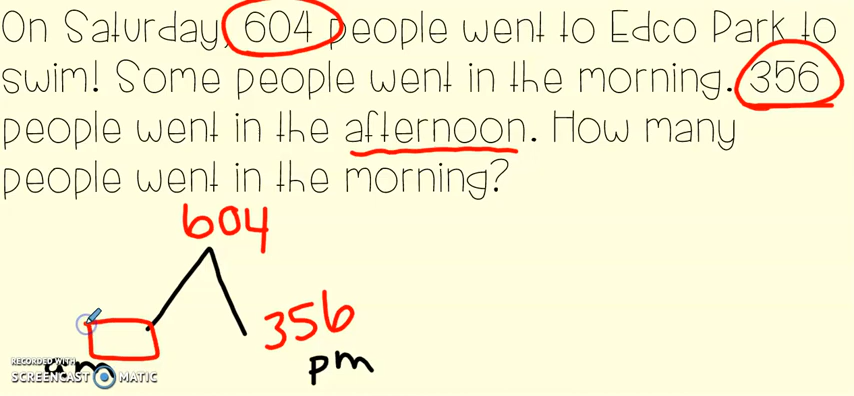 On Saturday, 604 people went to Edco Park to
swim! Some people went in the morning. 356
people went in the afternoon. How many
people went in the morning?
604
356
am
pm
RECORDED WITH
SCREENCAST MATIC